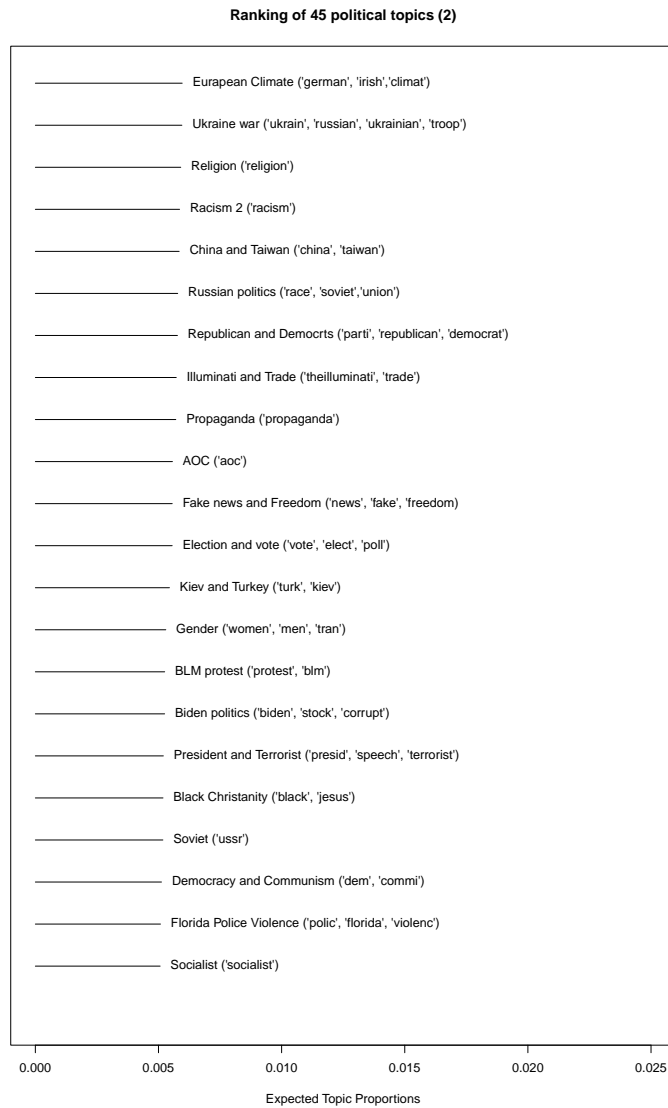 Ranking of 45 political topics (2)
Eurapean Climate ('german', 'irish','climat')
Ukraine war ('ukrain', 'russian', 'ukrainian', 'troop')
Religion ('religion')
Racism 2 ('racism')
China and Taiwan ('china', 'taiwan')
Russian politics ('race', 'soviet','union')
Republican and Democrts ('parti', 'republican', 'democrat')
Illuminati and Trade ('theilluminati', 'trade')
Propaganda ('propaganda')
AOC ('aoc')
Fake news and Freedom ('news', 'fake', 'freedom)
Election and vote ('vote', 'elect', 'poll')
Kiev and Turkey ('turk', 'kiev')
Gender ('women', 'men', 'tran')
BLM protest ('protest', 'blm')
Biden politics ('biden', 'stock', 'corrupt')
President and Terrorist ('presid', 'speech', 'terrorist')
Black Christanity ('black', 'jesus')
Soviet ('ussr')
Democracy and Communism ('dem', 'commi')
Florida Police Violence ('polic', 'florida', 'violenc')
Socialist ('socialist')
0.000 0.005 0.010 0.015 0.020 0.025
Expected Topic Proportions